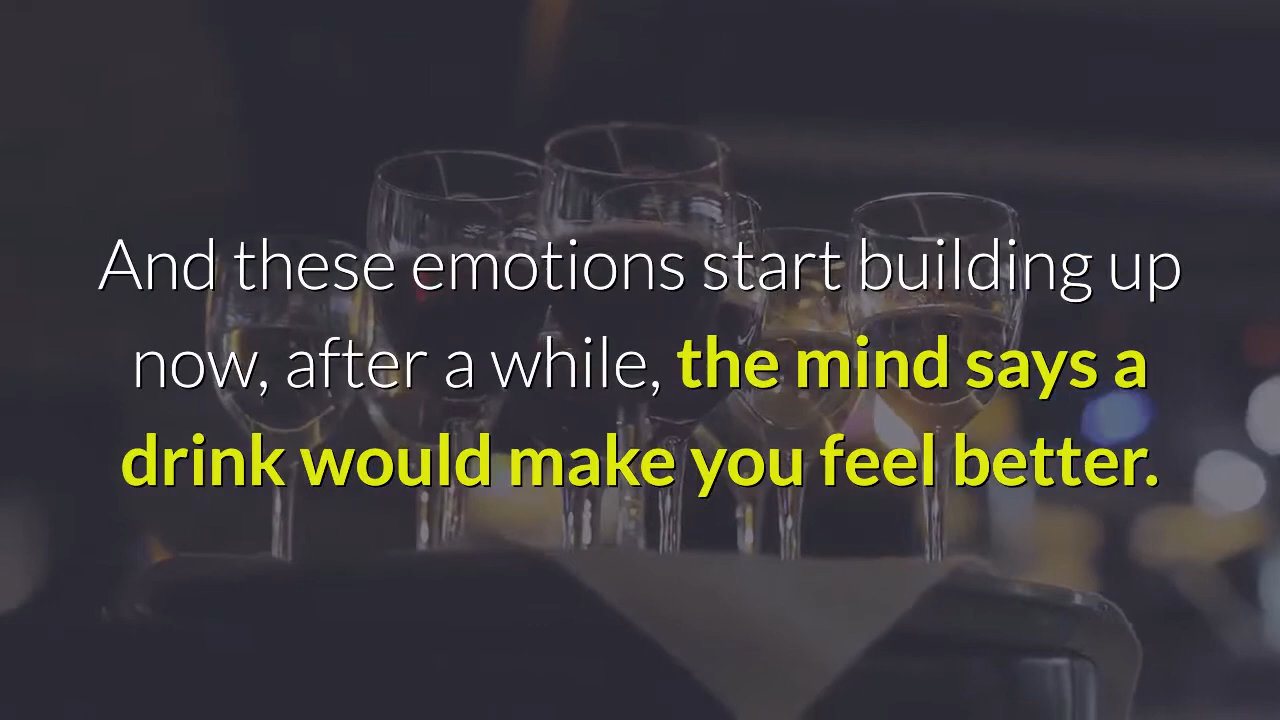 And these emotions start building up
now, after a while, the mind says a
drink would make you feel better.